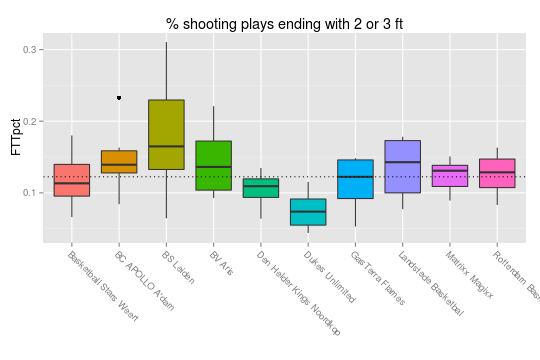 % shooting plays ending with 2 or 3 ft
FTTpct
0.3
0.2
0.1
Basketball Stars Weert
BC APOLLO A'dam
BS Leiden
BV Aris
Den Helder Kings Noordkop
Dukes Unlimited
GasTerra Flames
Landstede Basketbal
Matrixx Magixx
Rotterdam Bas